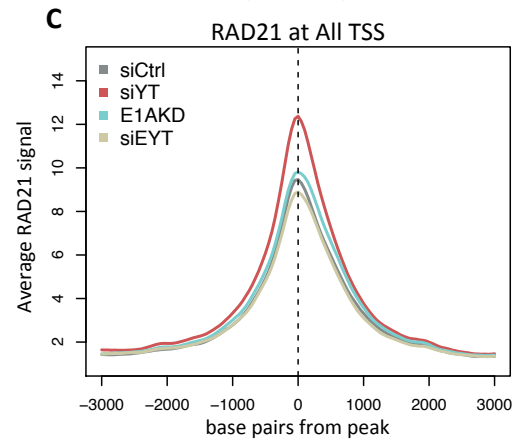 C
RAD21 at All TSS
siCtrl
siYT
E1AKD
siEYT
Average RAD21 signal
14
12
10
8
6
4
2
−3000 −2000 −1000 0 1000 2000 3000
base pairs from peak